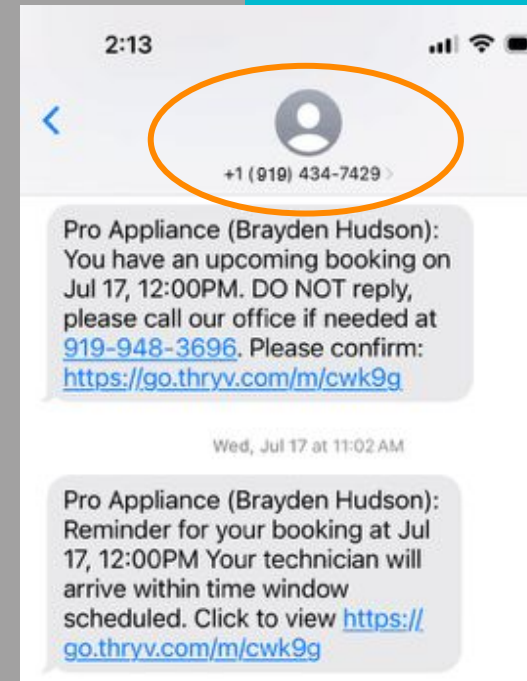 2:13
+1 (919) 434-7429 >
Pro Appliance (Brayden Hudson):
You have an upcoming booking on
Jul 17, 12:00PM. DO NOT reply,
please call our office if needed at
919-948-3696. Please confirm:
https://go.thryv.com/m/cwk9g
Wed, Jul 17 at 11:02 AM
Pro Appliance (Brayden Hudson):
Reminder for your booking at Jul
17, 12:00PM Your technician will
arrive within time window
scheduled. Click to view https://
go.thryv.com/m/cwk9g